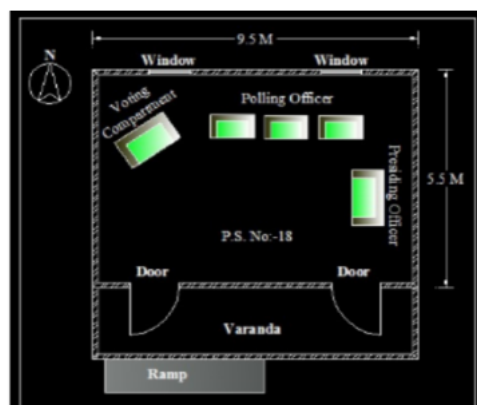 9.5 M
N
Window
Window
Voting
Compartment
Polling Officer
Presiding Officer
5.5 M
P.S. No:-18
Door
Door
Varanda
Ramp